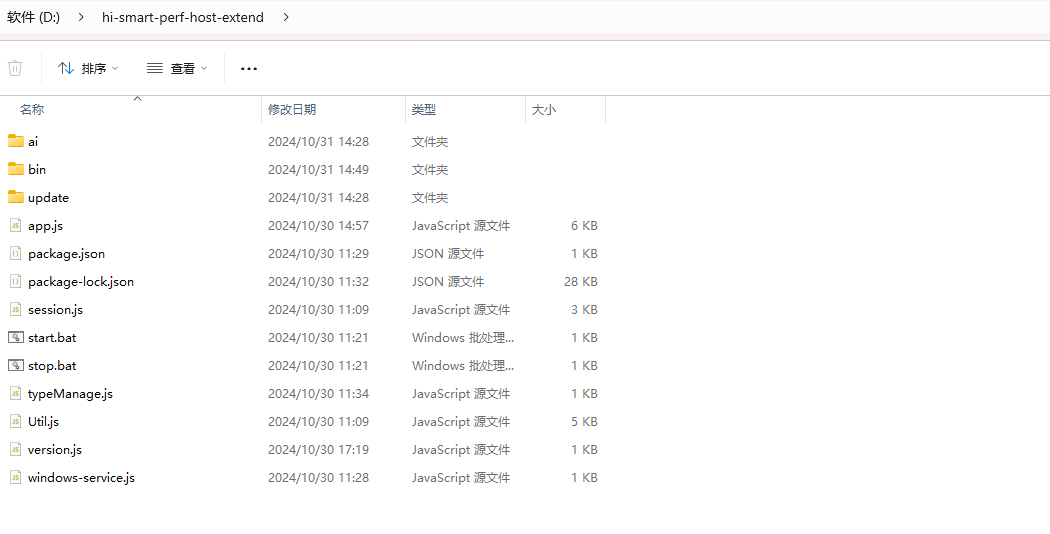 软件 (D:) > hi-smart-perf-host-extend >
排序 查看 •••
名称 修改日期 类型 大小
ai 2024/10/31 14:28 文件夹
bin 2024/10/31 14:49 文件夹
update 2024/10/31 14:28 文件夹
app.js 2024/10/30 14:57 JavaScript 源文件 6 KB
package.json 2024/10/30 11:29 JSON 源文件 1 KB
package-lock.json 2024/10/30 11:32 JSON 源文件 28 KB
session.js 2024/10/30 11:09 JavaScript 源文件 3 KB
start.bat 2024/10/30 11:21 Windows 批处理... 1 KB
stop.bat 2024/10/30 11:21 Windows 批处理... 1 KB
typeManage.js 2024/10/30 11:34 JavaScript 源文件 1 KB
Util.js 2024/10/30 11:09 JavaScript 源文件 5 KB
version.js 2024/10/30 17:19 JavaScript 源文件 1 KB
windows-service.js 2024/10/30 11:28 JavaScript 源文件 1 KB